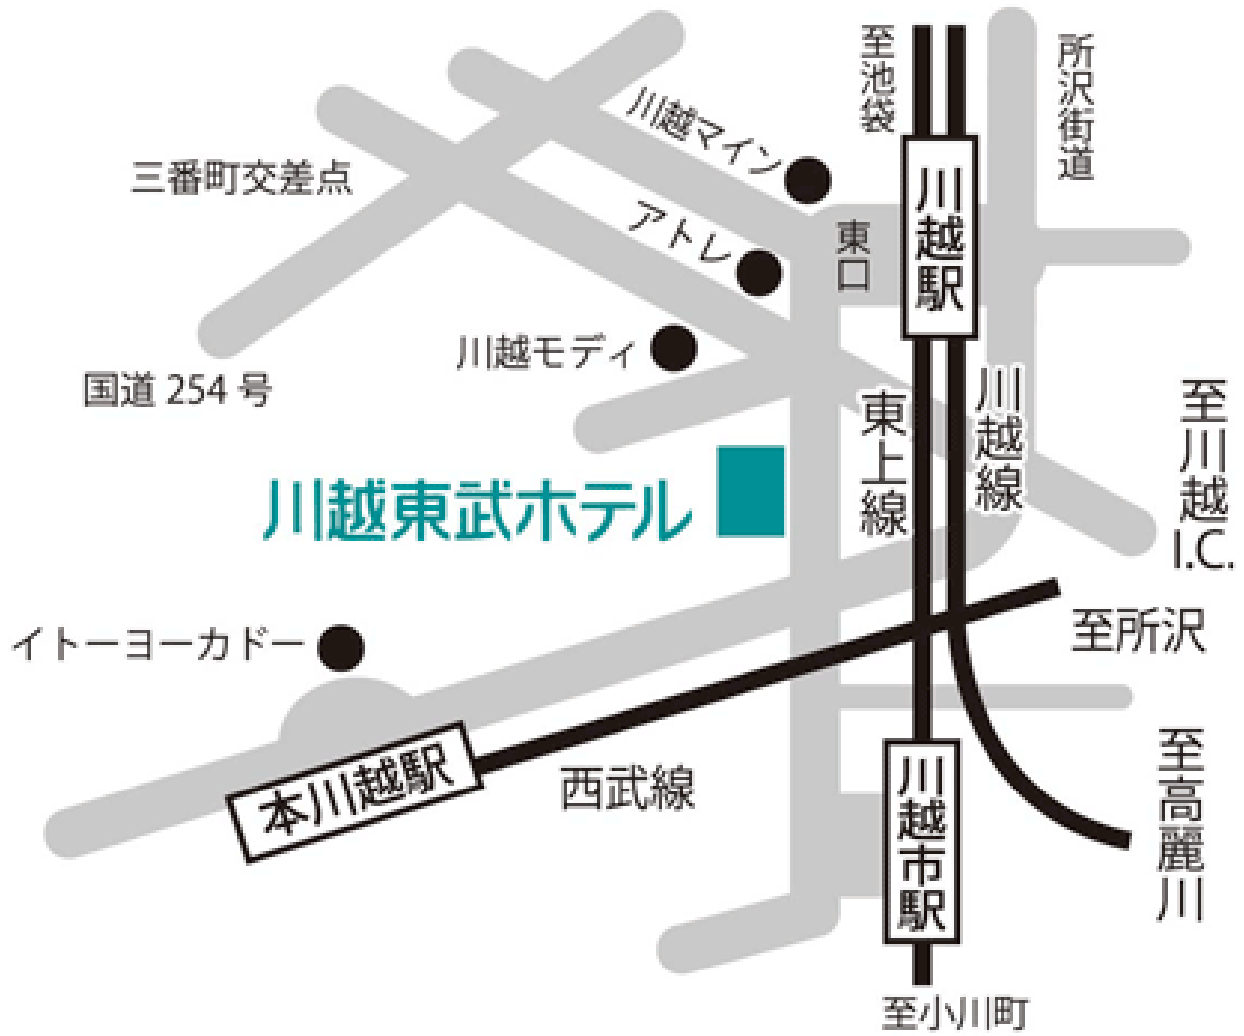 至池袋
所沢街道
川越マイン
三番町交差点
川越駅
アトレ
東口
川越モディ
国道 254 号
東上線
川越線
至川越I.C.
川越東武ホテル
至所沢
イトーヨーカドー
本川越駅
西武線
川越市駅
至高麗川
至小川町